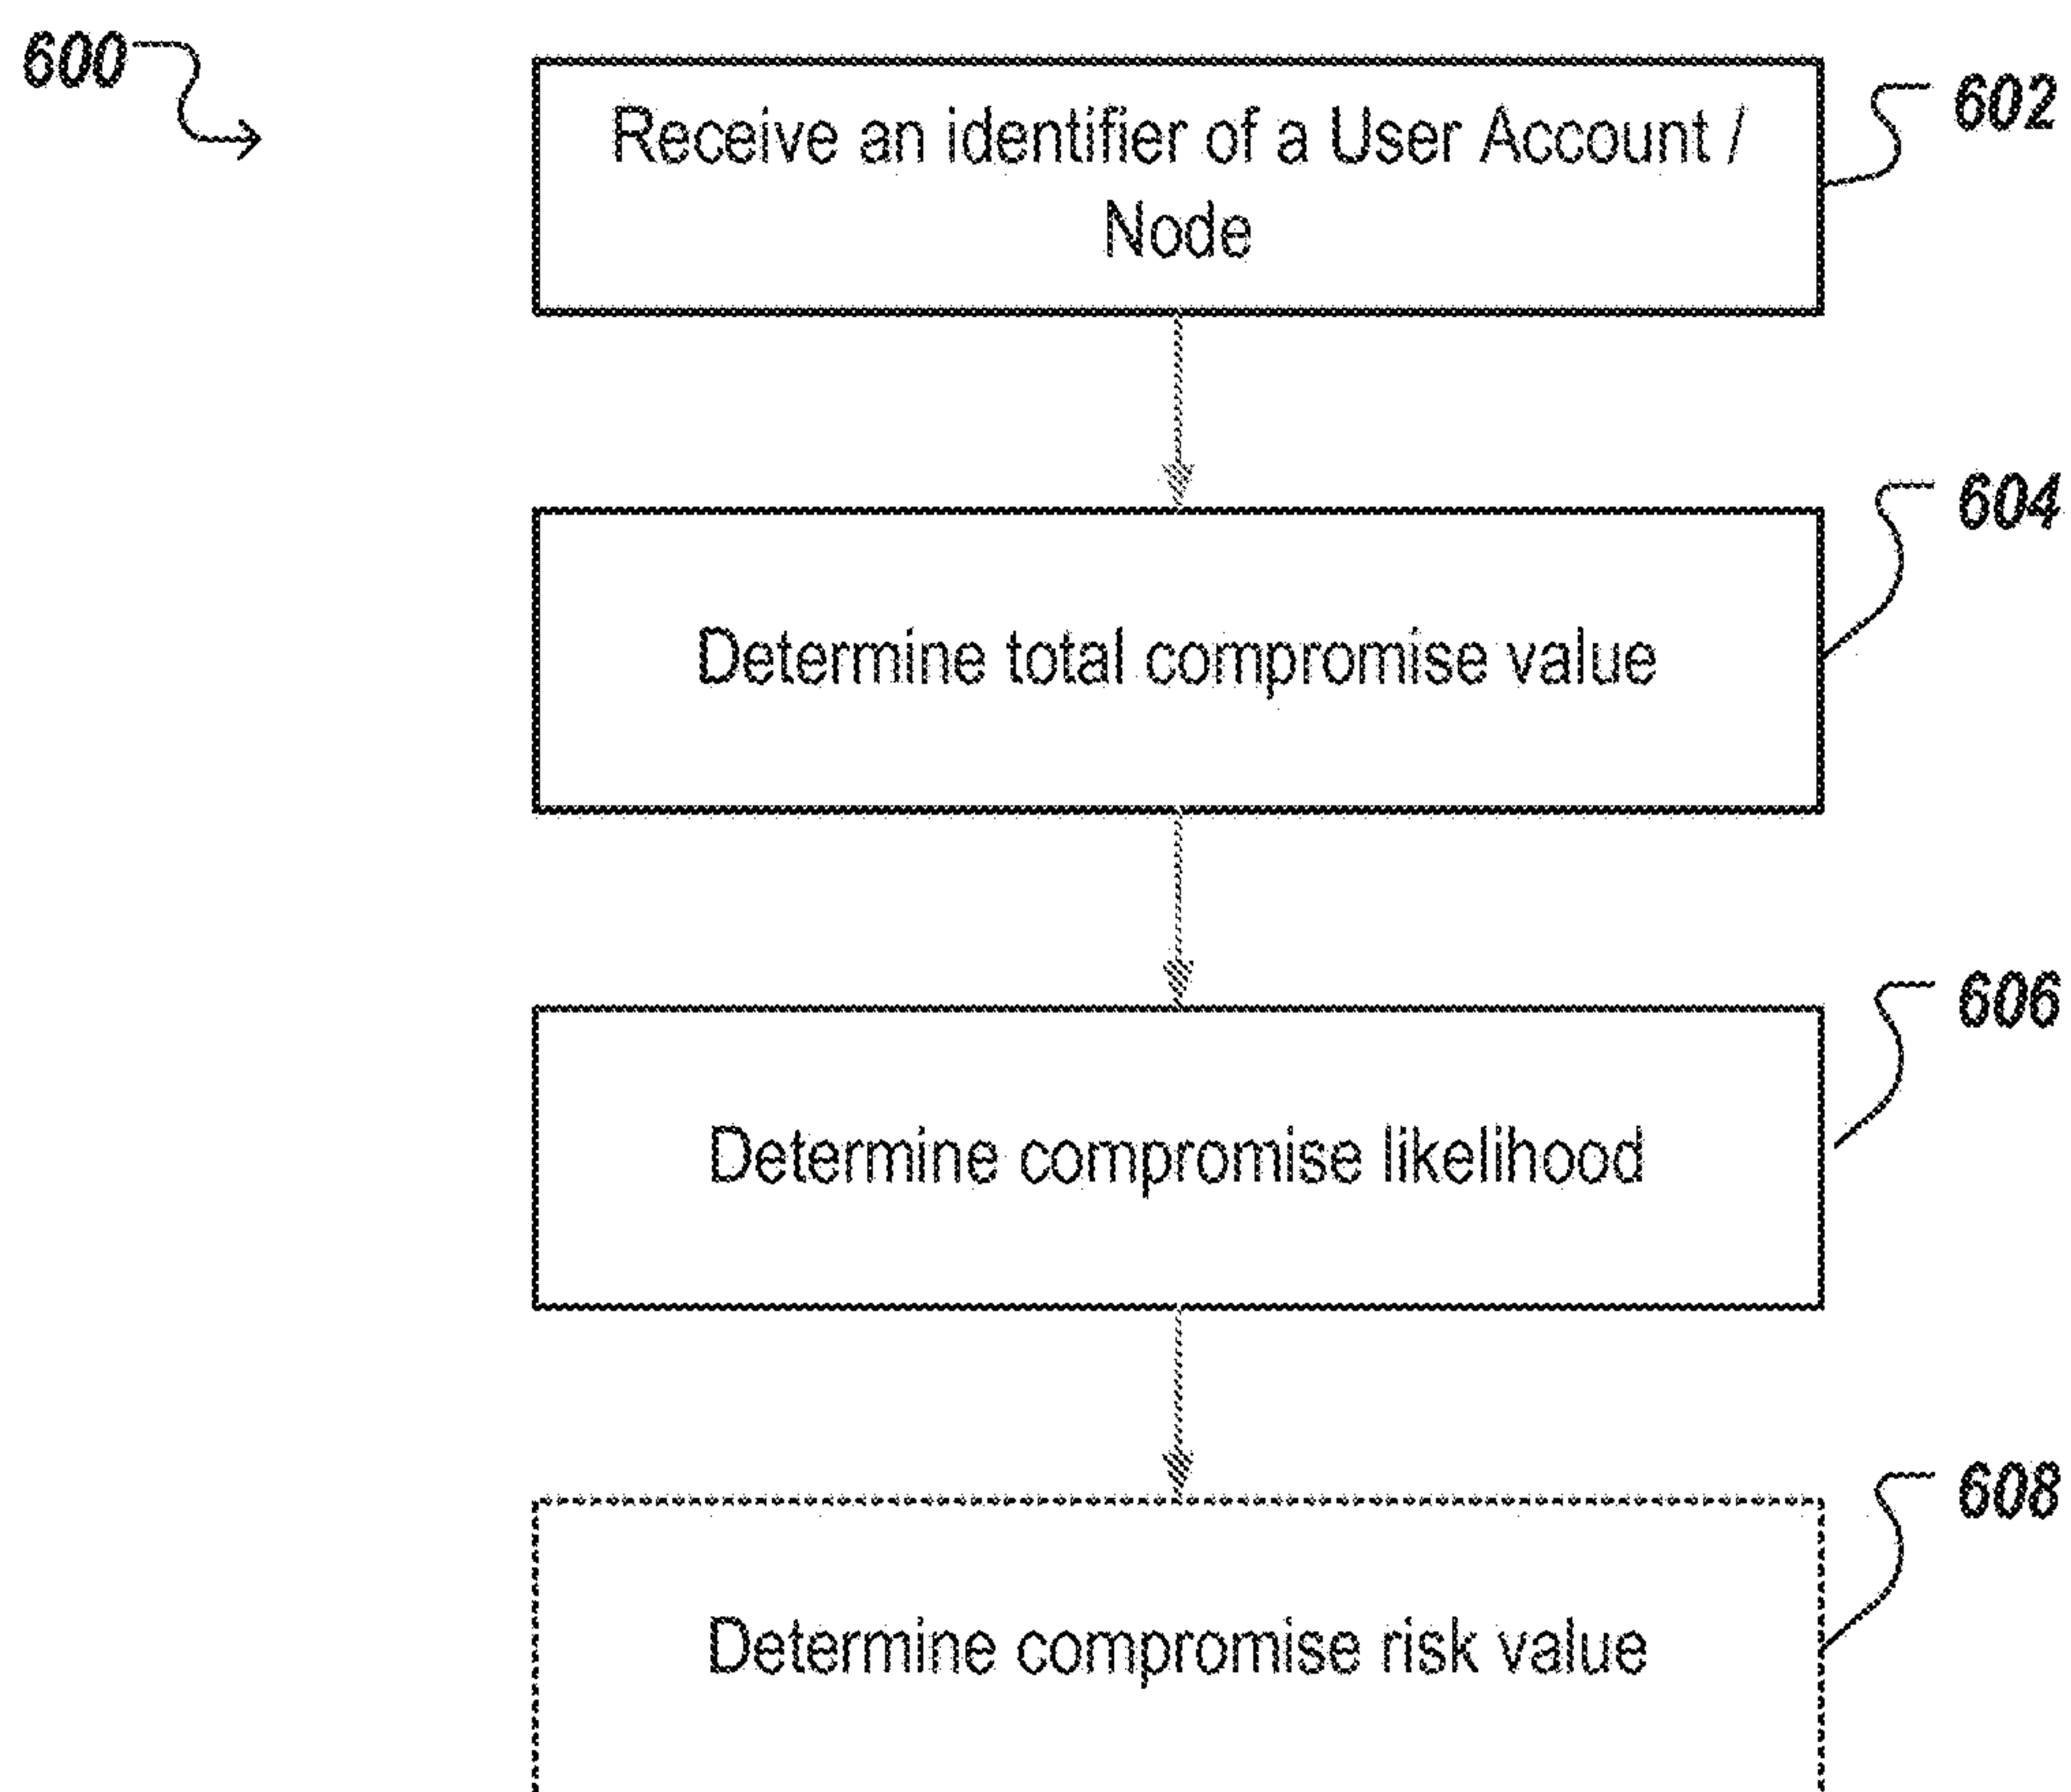 600
Receive an identifier of a User Account /
Node
602
Determine total compromise value
604
Determine compromise likelihood
606
Determine compromise risk value
608